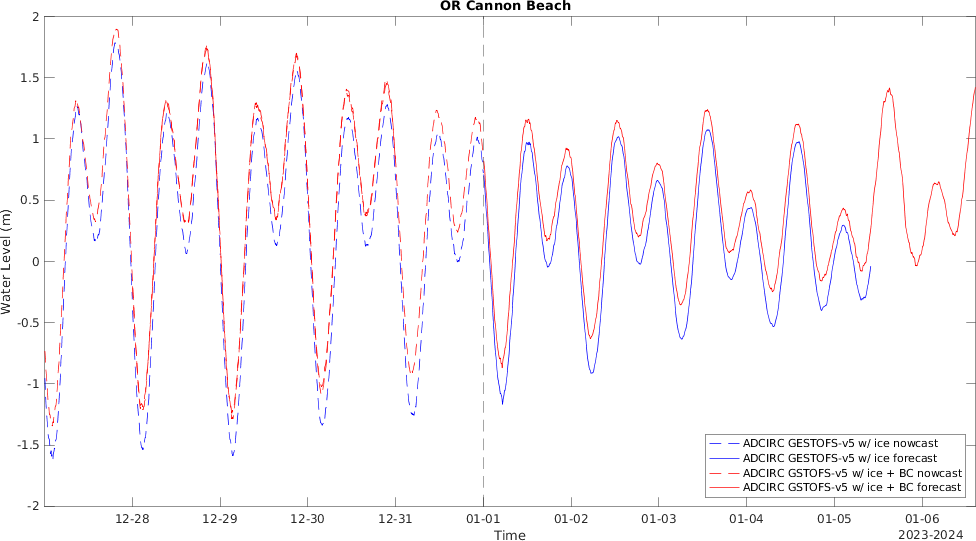 OR Cannon Beach
2
1.5
1
0.5
0
-0.5
-1
-1.5
-2
Water Level (m)
12-28 12-29 12-30 12-31 01-01 01-02 01-03 01-04 01-05 01-06
Time
2023-2024
ADCIRC GESTOFS-v5 w/ ice nowcast
ADCIRC GESTOFS-v5 w/ ice forecast
ADCIRC GSTOFS-v5 w/ ice + BC nowcast
ADCIRC GSTOFS-v5 w/ ice + BC forecast